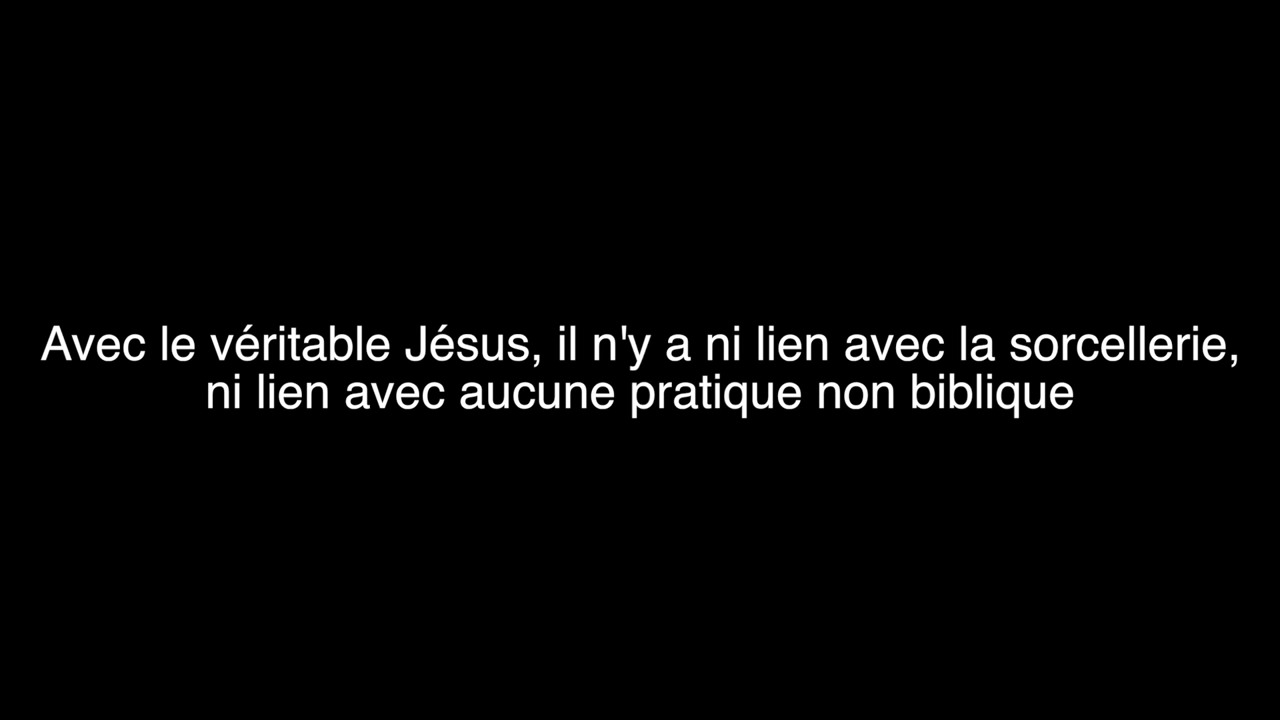 Avec le véritable Jésus, il n'y a ni lien avec la sorcellerie,
ni lien avec aucune pratique non biblique